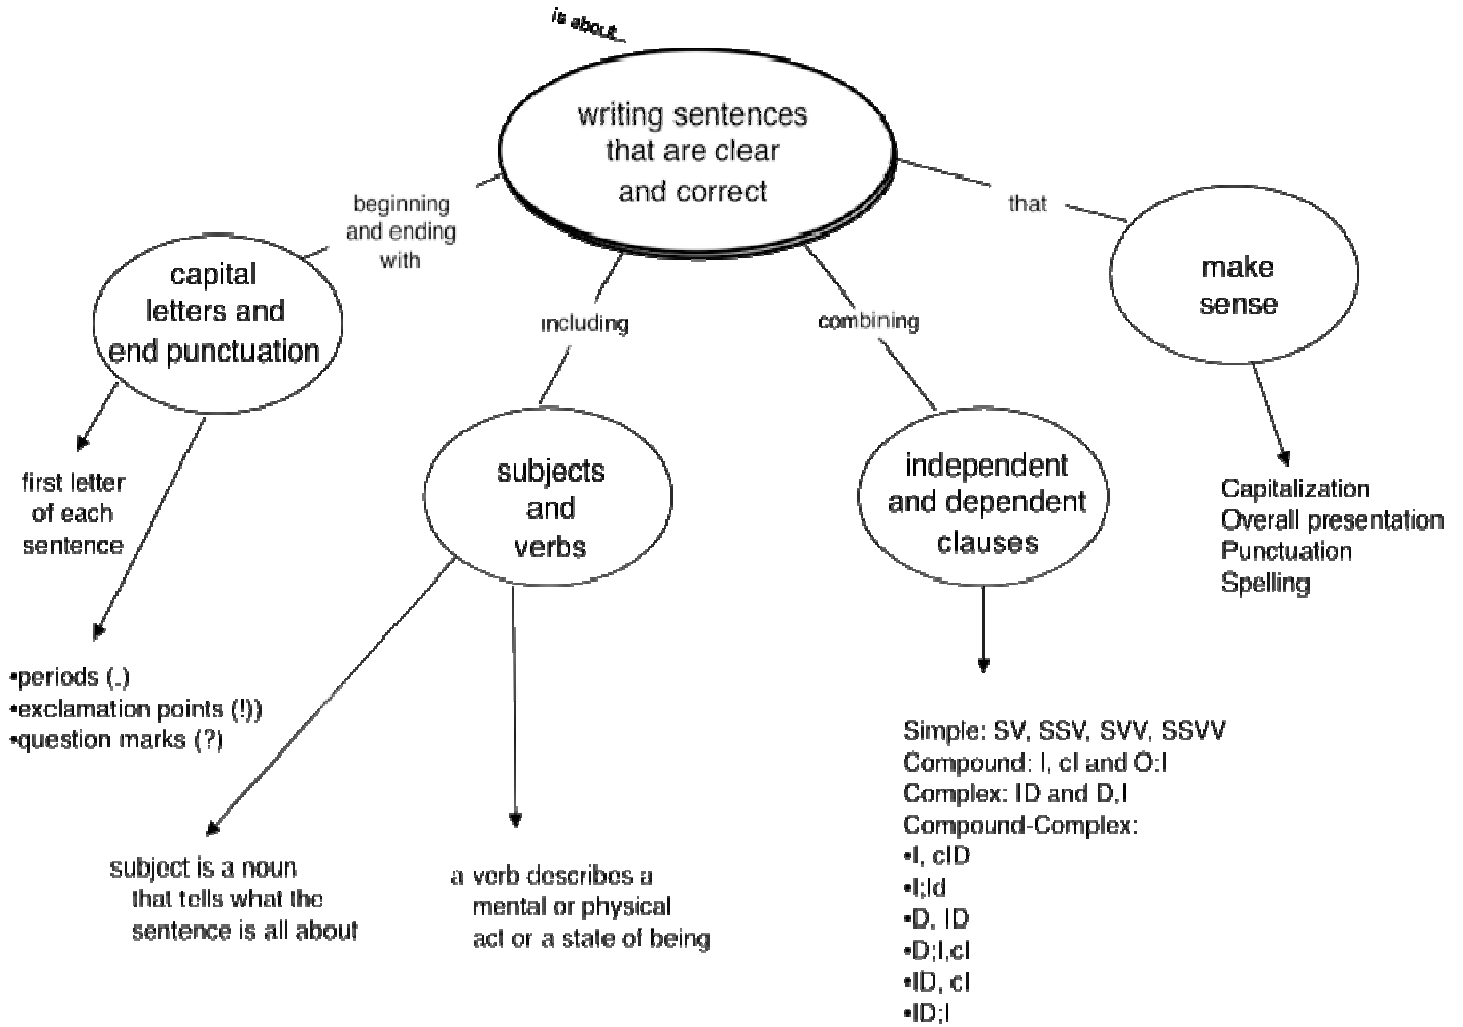 is about...
writing sentences
that are clear
and correct
beginning
and ending
with
that
capital
letters and
end punctuation
make
sense
including
combining
first letter
of each
sentence
subjects
and
verbs
independent
and dependent
clauses
Capitalization
Overall presentation
Punctuation
Spelling
•periods (.)
•exclamation points (!))
•question marks (?)
Simple: SV, SSV, SVV, SSVV
Compound: I, cI and O:I
Complex: ID and D,I
Compound-Complex:
•I, cID
•I;Id
•D, ID
•D;I,cI
•ID, cI
•ID;I
subject is a noun
that tells what the
sentence is all about
a verb describes a
mental or physical
act or a state of being